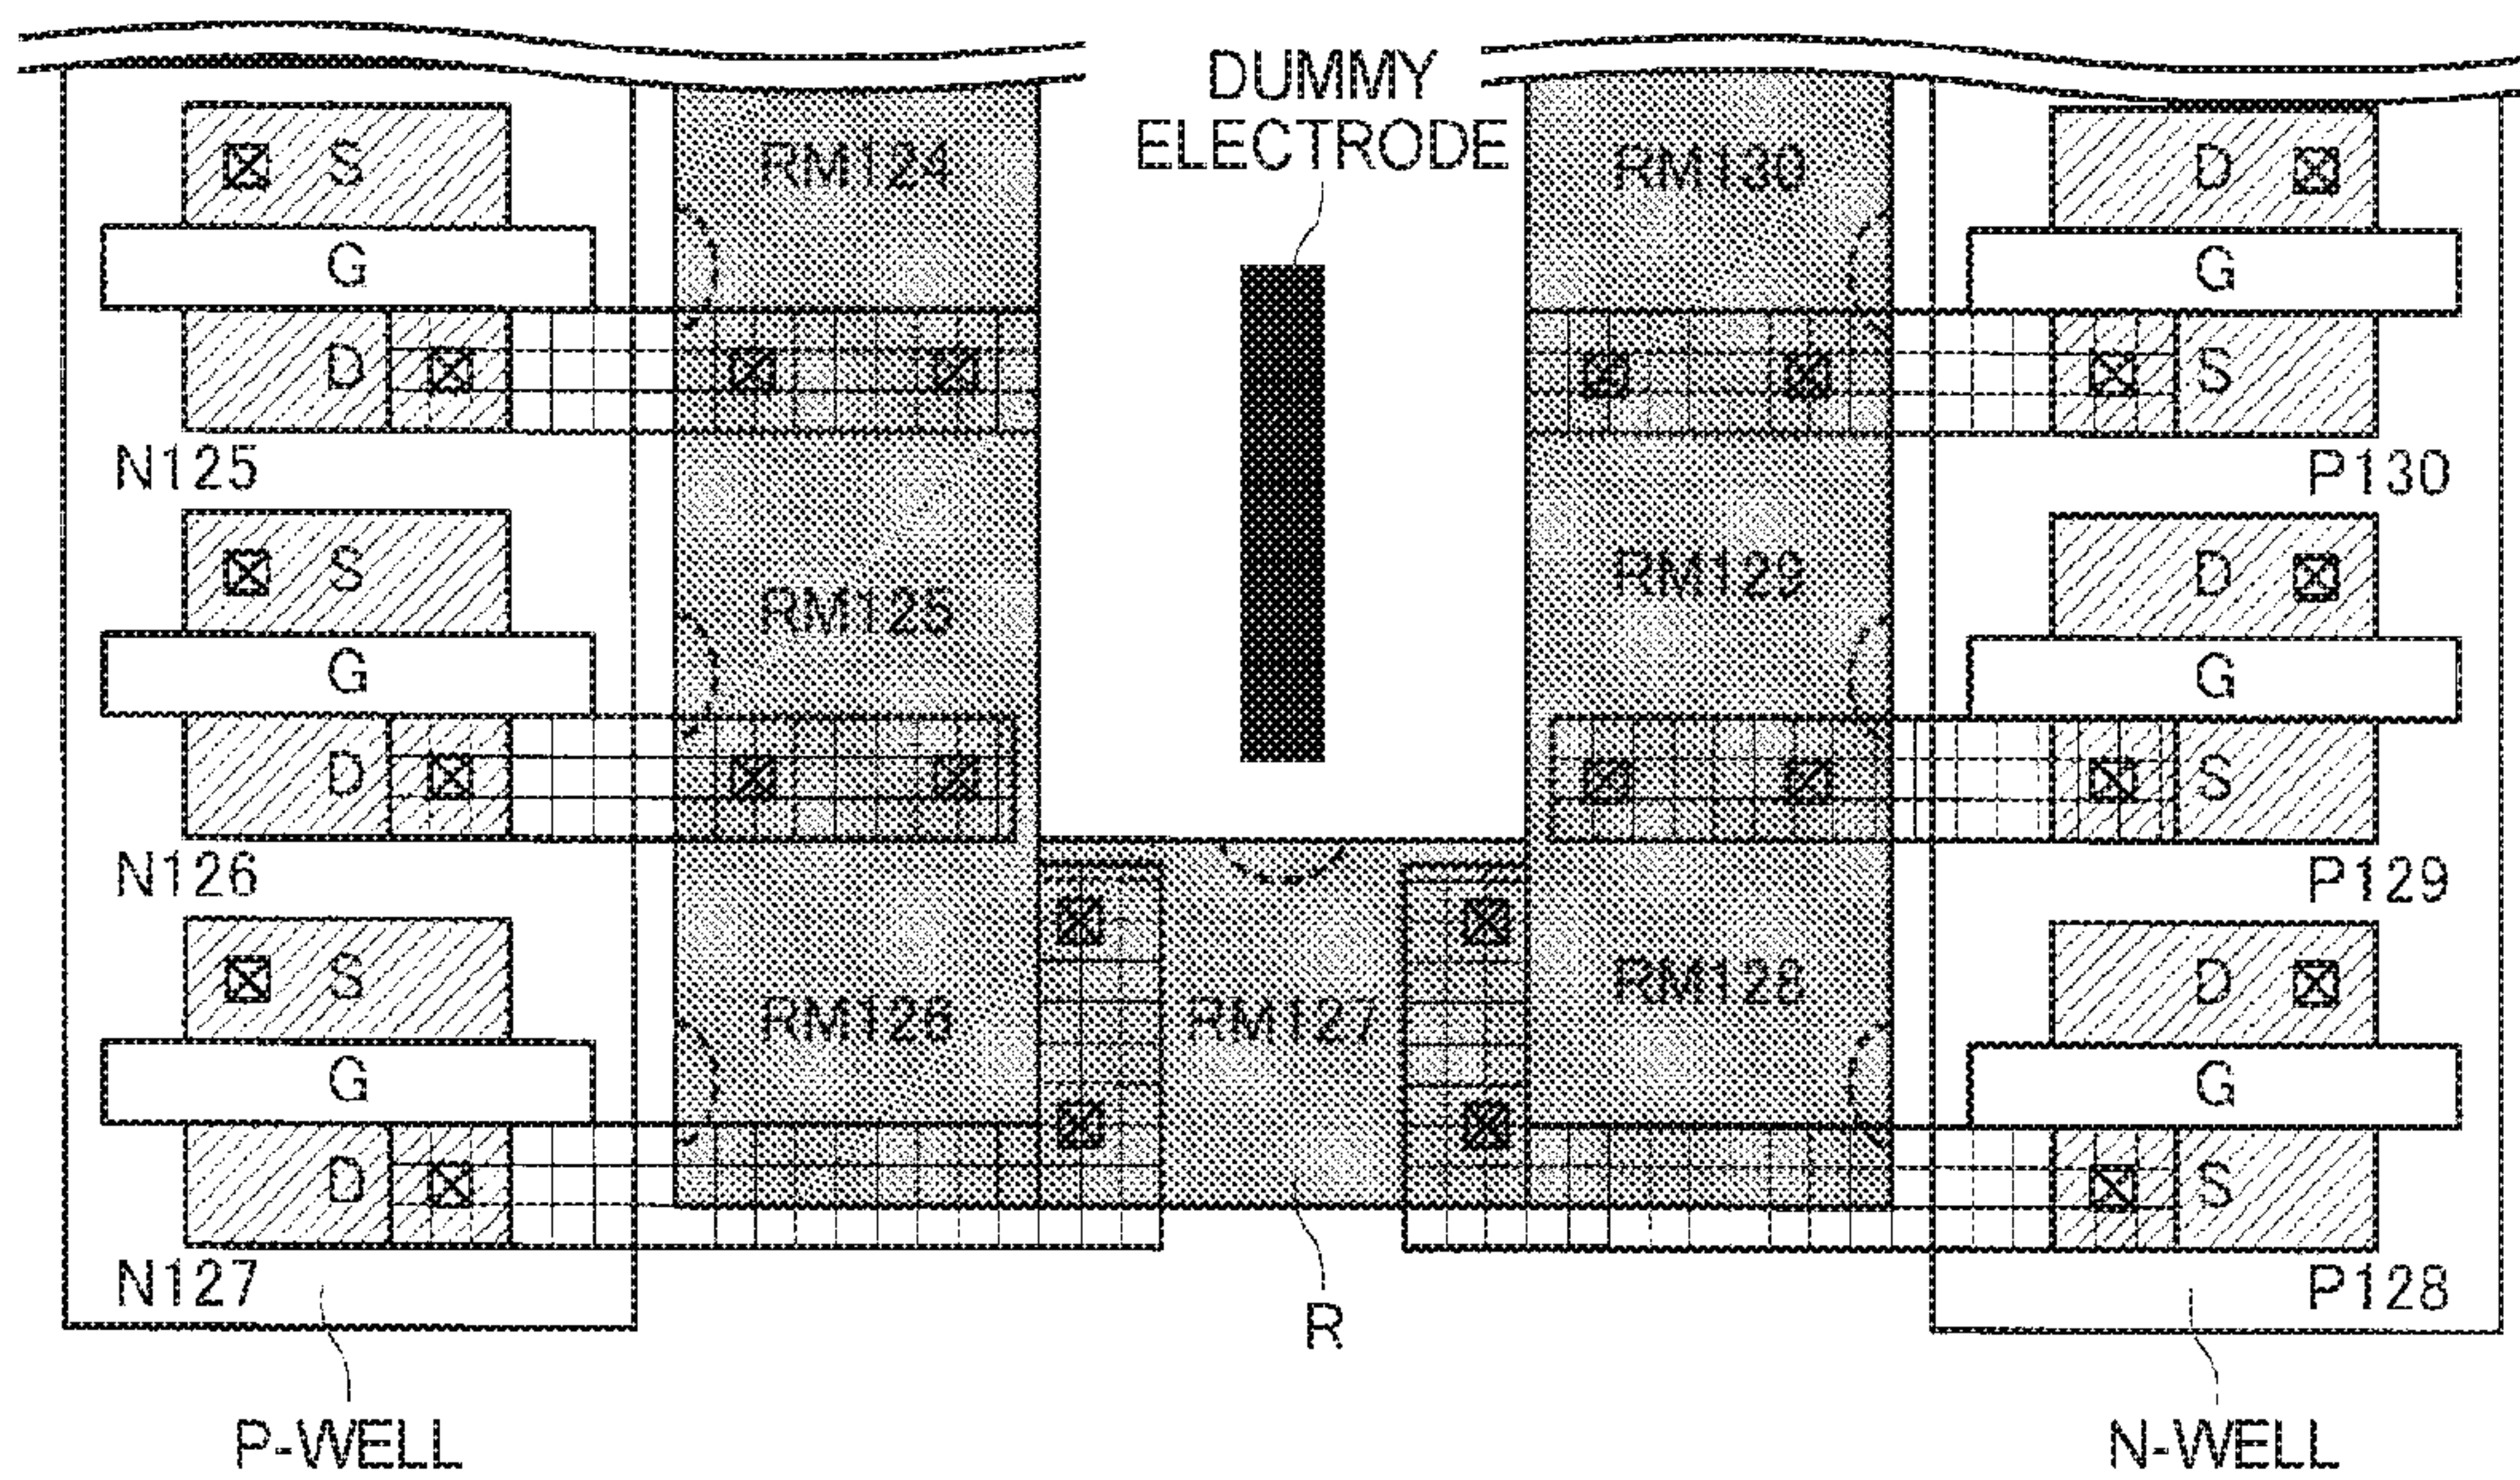 DUMMY
ELECTRODE
S
RM124
RM130
D
G
G
D
S
N125
P130
S
RM125
RM129
D
G
G
D
S
N126
P129
S
RM126
RM127
RM128
D
G
G
D
S
N127
P128
R
P-WELL
N-WELL